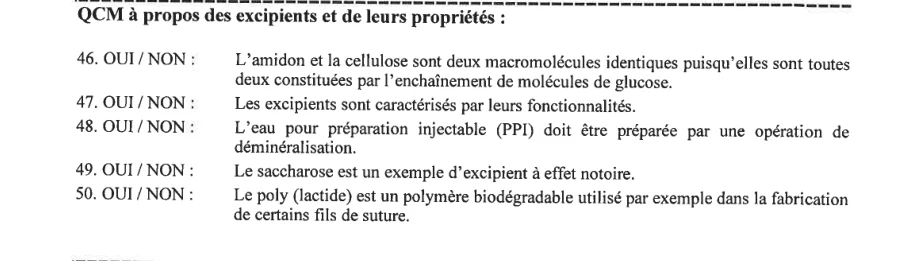 QCM à propos des excipients et de leurs propriétés :
46. OUI / NON : L'amidon et la cellulose sont deux macromolécules identiques puisqu'elles sont toutes
deux constituées par l'enchaînement de molécules de glucose.
47. OUI / NON : Les excipients sont caractérisés par leurs fonctionnalités.
48. OUI / NON : L'eau pour préparation injectable (PPI) doit être préparée par une opération de
déminéralisation.
49. OUI / NON : Le saccharose est un exemple d'excipient à effet notoire.
50. OUI / NON : Le poly (lactide) est un polymère biodégradable utilisé par exemple dans la fabrication
de certains fils de suture.